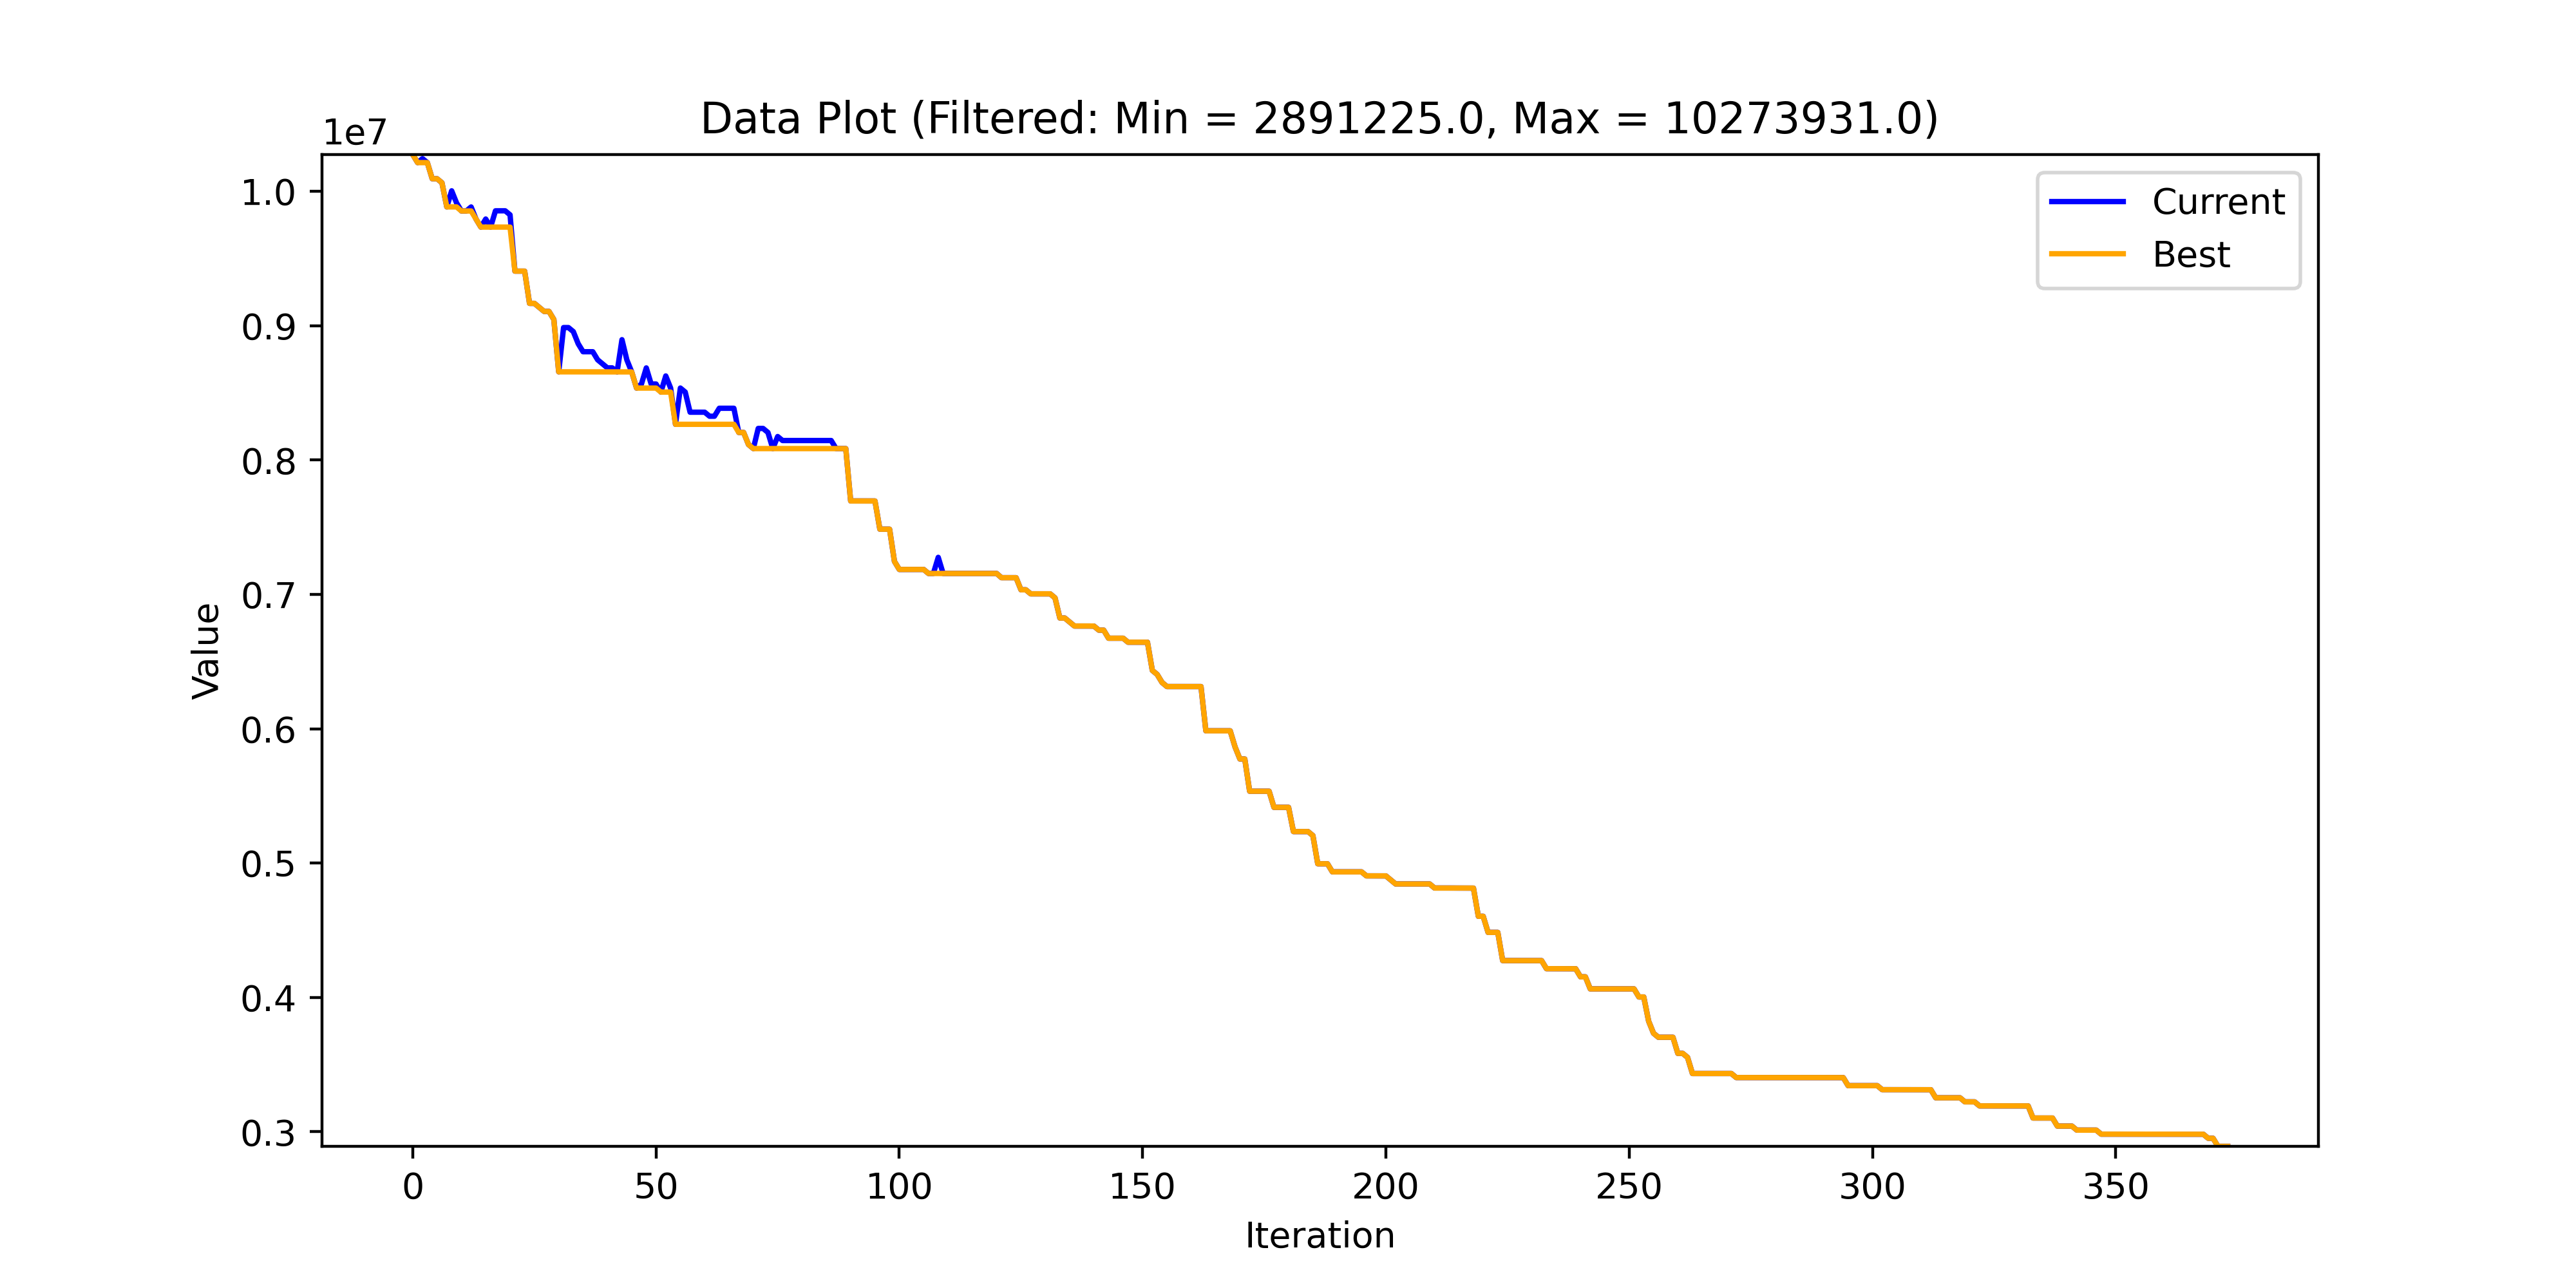 Data Plot (Filtered: Min = 2891225.0, Max = 10273931.0)
1e7
Current
Best
1.0
0.9
0.8
0.7
0.6
0.5
0.4
0.3
Value
0 50 100 150 200 250 300 350
Iteration